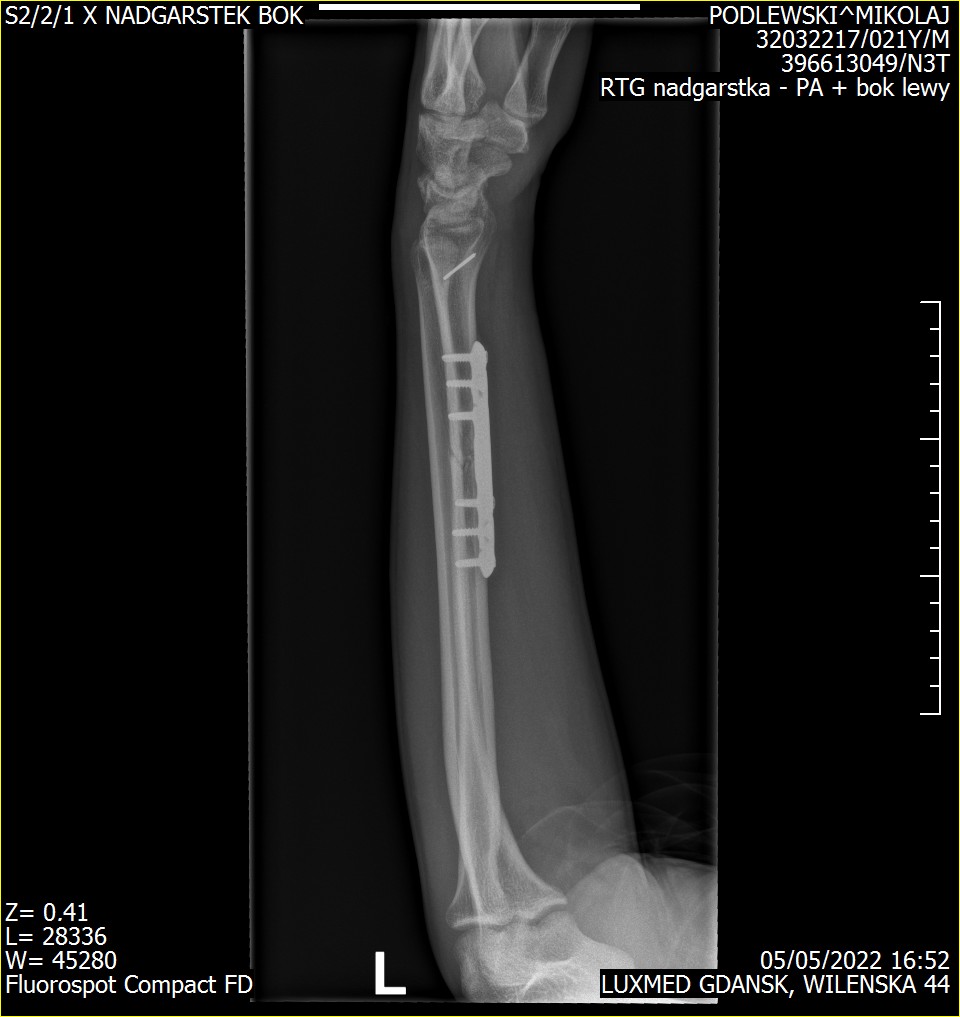 S2/2/1 X NADGARSTEK BOK
PODLEWSKI^MIKOLAJ
32032217/021Y/M
396613049/N3T
RTG nadgarstka - PA + bok lewy
Z= 0.41
L= 28336
W= 45280
Fluorospot Compact FD
L
05/05/2022 16:52
LUXMED GDANSK, WILENSKA 44